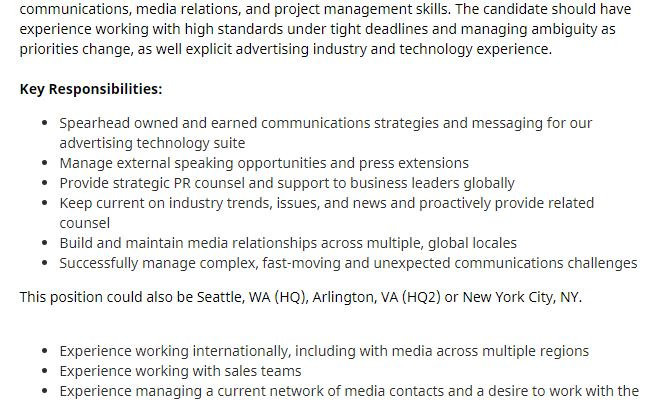 communications, media relations, and project management skills. The candidate should have
experience working with high standards under tight deadlines and managing ambiguity as
priorities change, as well explicit advertising industry and technology experience.
Key Responsibilities:
• Spearhead owned and earned communications strategies and messaging for our
advertising technology suite
• Manage external speaking opportunities and press extensions
• Provide strategic PR counsel and support to business leaders globally
• Keep current on industry trends, issues, and news and proactively provide related
counsel
• Build and maintain media relationships across multiple, global locales
• Successfully manage complex, fast-moving and unexpected communications challenges
This position could also be Seattle, WA (HQ), Arlington, VA (HQ2) or New York City, NY.
• Experience working internationally, including with media across multiple regions
• Experience working with sales teams
• Experience managing a current network of media contacts and a desire to work with the